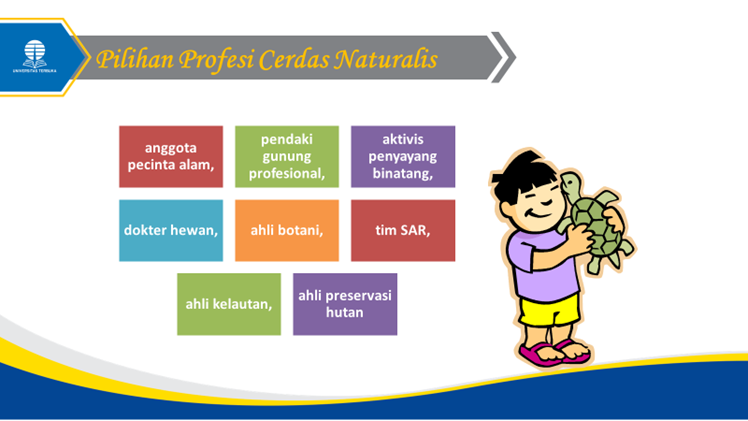 UNIVERSITAS TERBUKA
Pilihan Profesi Cerdas Naturalis
anggota
pecinta alam,
pendaki
gunung
profesional,
aktivis
penyayang
binatang,
dokter hewan,
ahli botani,
tim SAR,
ahli kelautan,
ahli preservasi
hutan